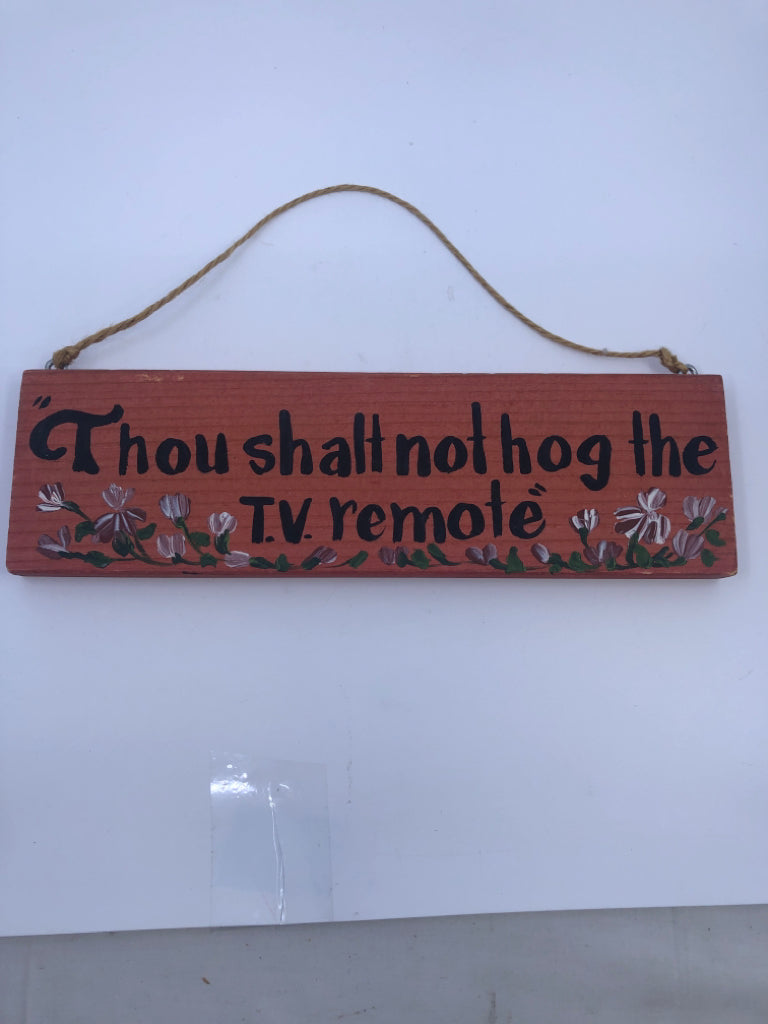 "Thou shalt not hog the
T.V. remote"